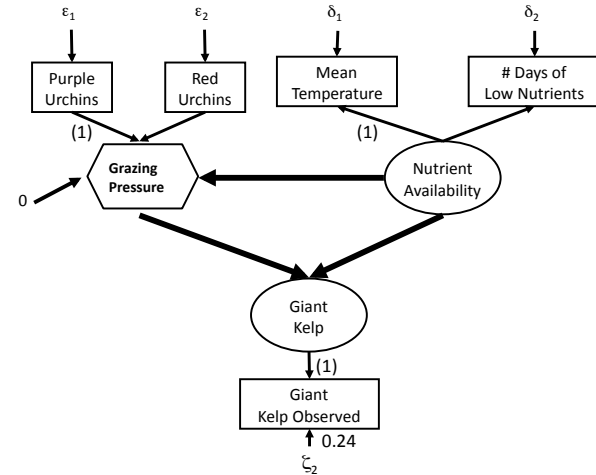 ε1
ε2
δ1
δ2
Purple
Urchins
Red
Urchins
Mean
Temperature
# Days of
Low Nutrients
(1)
(1)
Grazing
Pressure
Nutrient
Availability
0
Giant
Kelp
(1)
Giant
Kelp Observed
0.24
ζ2